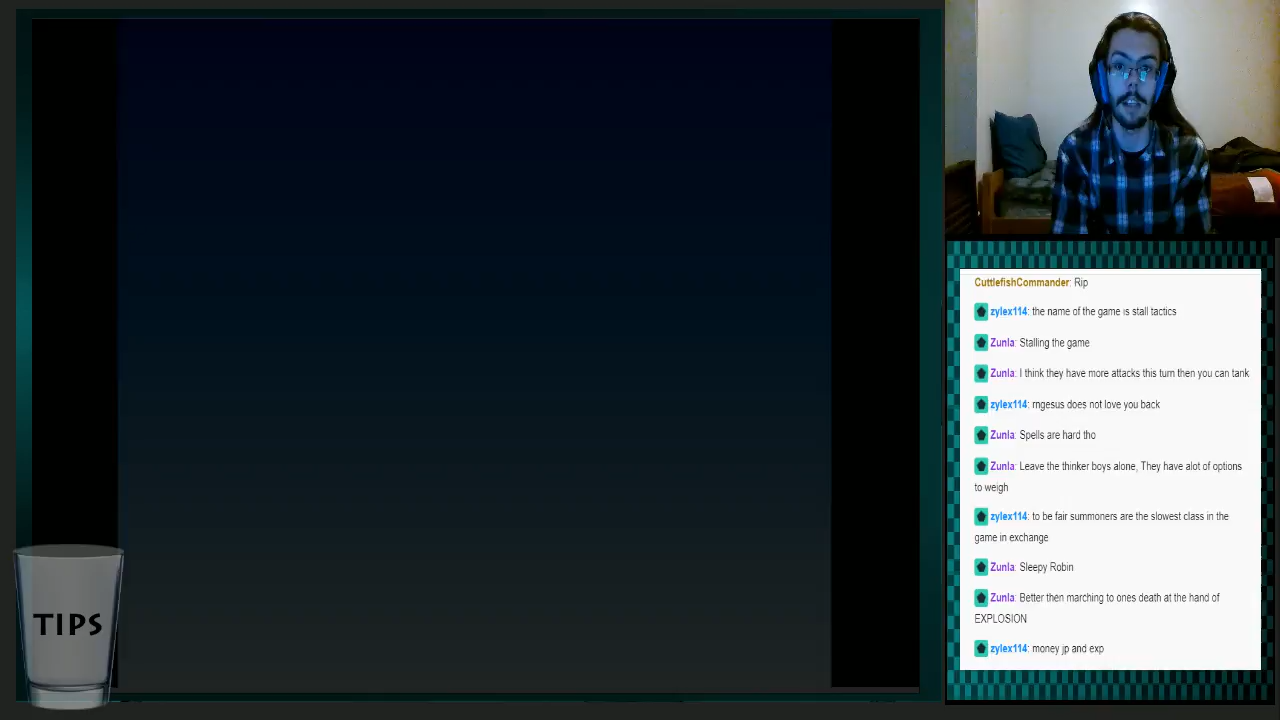 CuttlefishCommander: Rip
zylex114: the name of the game is stall tactics
Zunla: Stalling the game
Zunla: I think they have more attacks this turn then you can tank
zylex114: rngesus does not love you back
Zunla: Spells are hard tho
Zunla: Leave the thinker boys alone, They have alot of options
to weigh
zylex114: to be fair summoners are the slowest class in the
game in exchange
Zunla: Sleepy Robin
Zunla: Better then marching to ones death at the hand of
EXPLOSION
zylex114: money jp and exp
TIPS